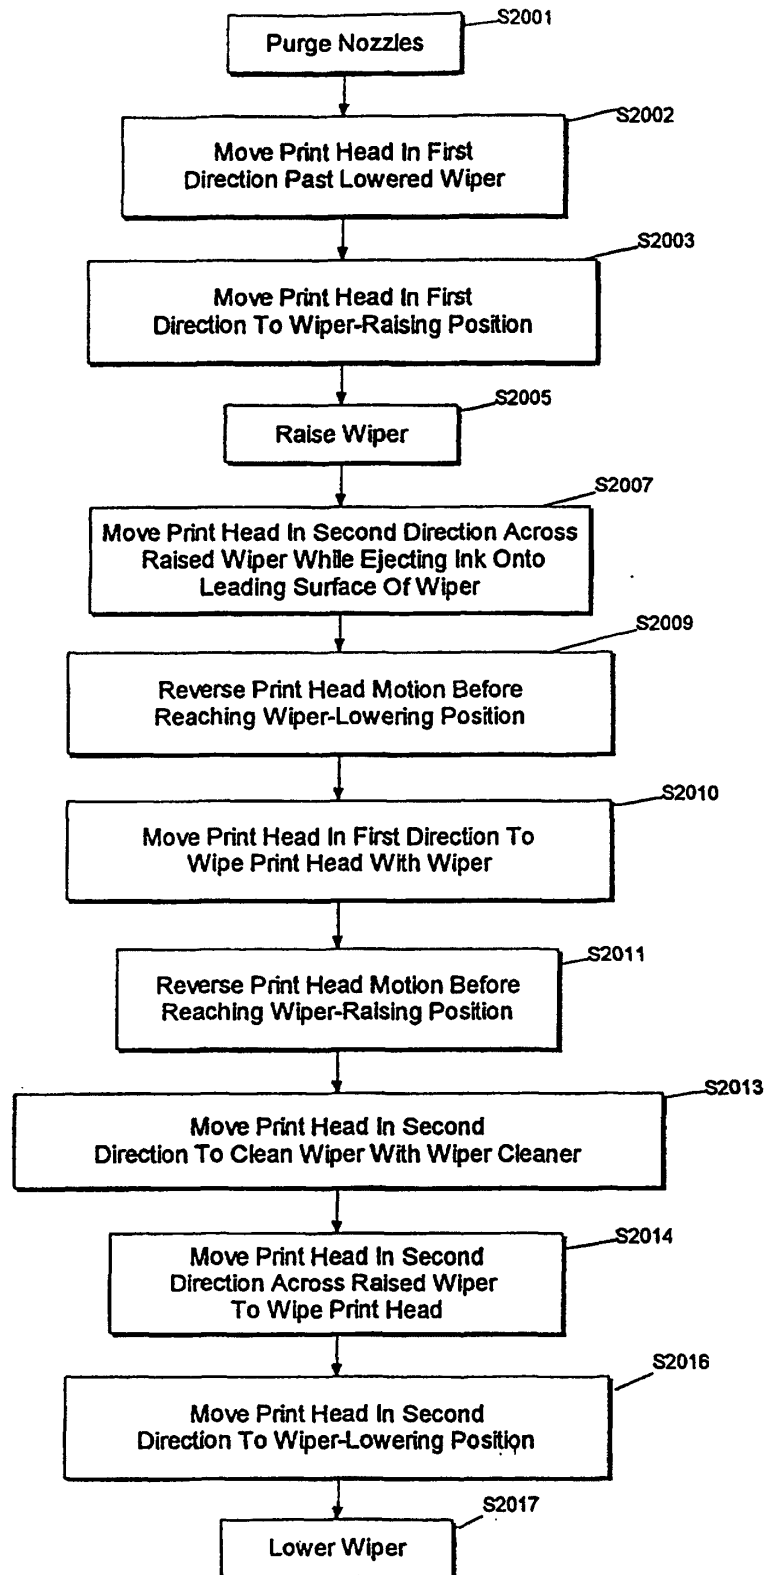 S2001
Purge Nozzles
S2002
Move Print Head In First
Direction Past Lowered Wiper
S2003
Move Print Head In First
Direction To Wiper-Raising Position
S2005
Raise Wiper
S2007
Move Print Head In Second Direction Across
Raised Wiper While Ejecting Ink Onto
Leading Surface Of Wiper
S2009
Reverse Print Head Motion Before
Reaching Wiper-Lowering Position
S2010
Move Print Head In First Direction To
Wipe Print Head With Wiper
S2011
Reverse Print Head Motion Before
Reaching Wiper-Raising Position
S2013
Move Print Head In Second
Direction To Clean Wiper With Wiper Cleaner
S2014
Move Print Head In Second
Direction Across Raised Wiper
To Wipe Print Head
S2016
Move Print Head In Second
Direction To Wiper-Lowering Position
S2017
Lower Wiper